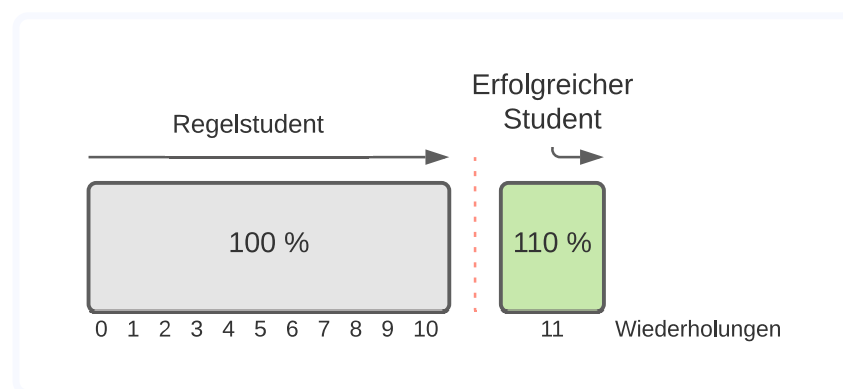 Regelstudent
Erfolgreicher
Student
100 %
110 %
0 1 2 3 4 5 6 7 8 9 10 11 Wiederholungen